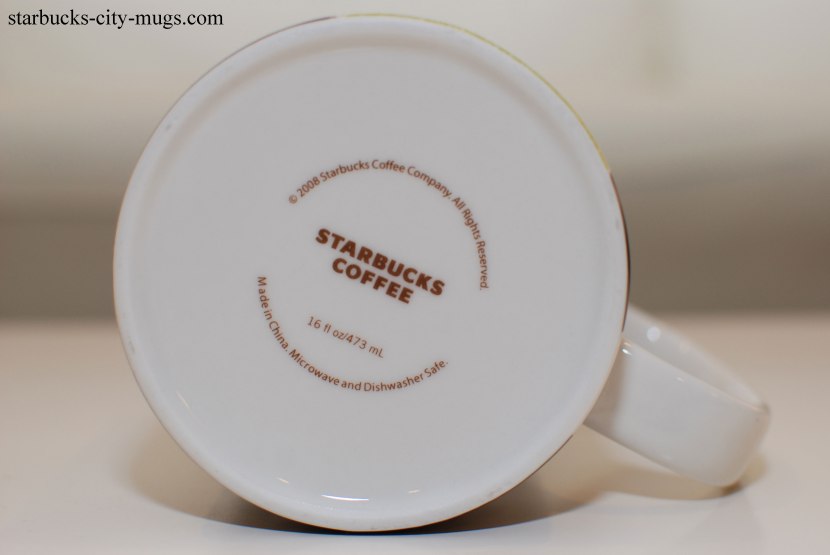 starbucks-city-mugs.com
© 2008 Starbucks Coffee Company. All Rights Reserved.
STARBUCKS
COFFEE
16 fl oz/473 mL
Made in China. Microwave and Dishwasher Safe.